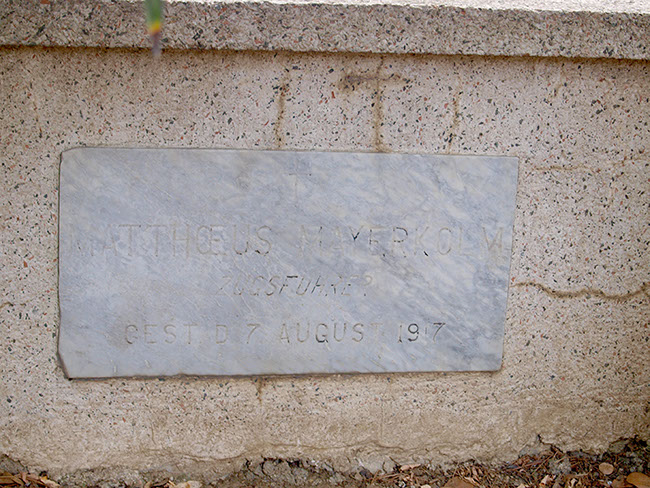 MATTHŒUS MAYERKOLM
ZUGSFÜHRER
GEST. D. 7. AUGUST 1917